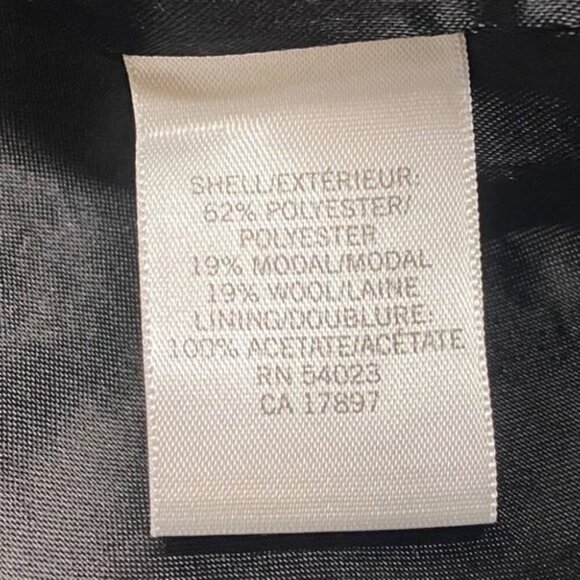 SHELL/EXTÉRIEUR:
62% POLYESTER/
POLYESTER
19% MODAL/MODAL
19% WOOL/LAINE
LINING/DOUBLURE:
100% ACETATE/ACÉTATE
RN 54023
CA 17897